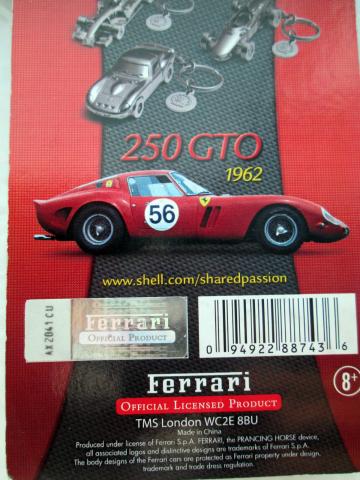 250 GTO
1962
56
www.shell.com/sharedpassion
AX2041CU
Ferrari
OFFICIAL PRODUCT
0 94922 88743 6
Ferrari
OFFICIAL LICENSED PRODUCT
8+
TMS London WC2E 8BU
Made in China
Produced under license of Ferrari S.p.A. FERRARI, the PRANCING HORSE device,
all associated logos and distinctive designs are trademarks of Ferrari S.p.A.
The body designs of the Ferrari cars are protected as Ferrari property under design,
trademark and trade dress regulation.